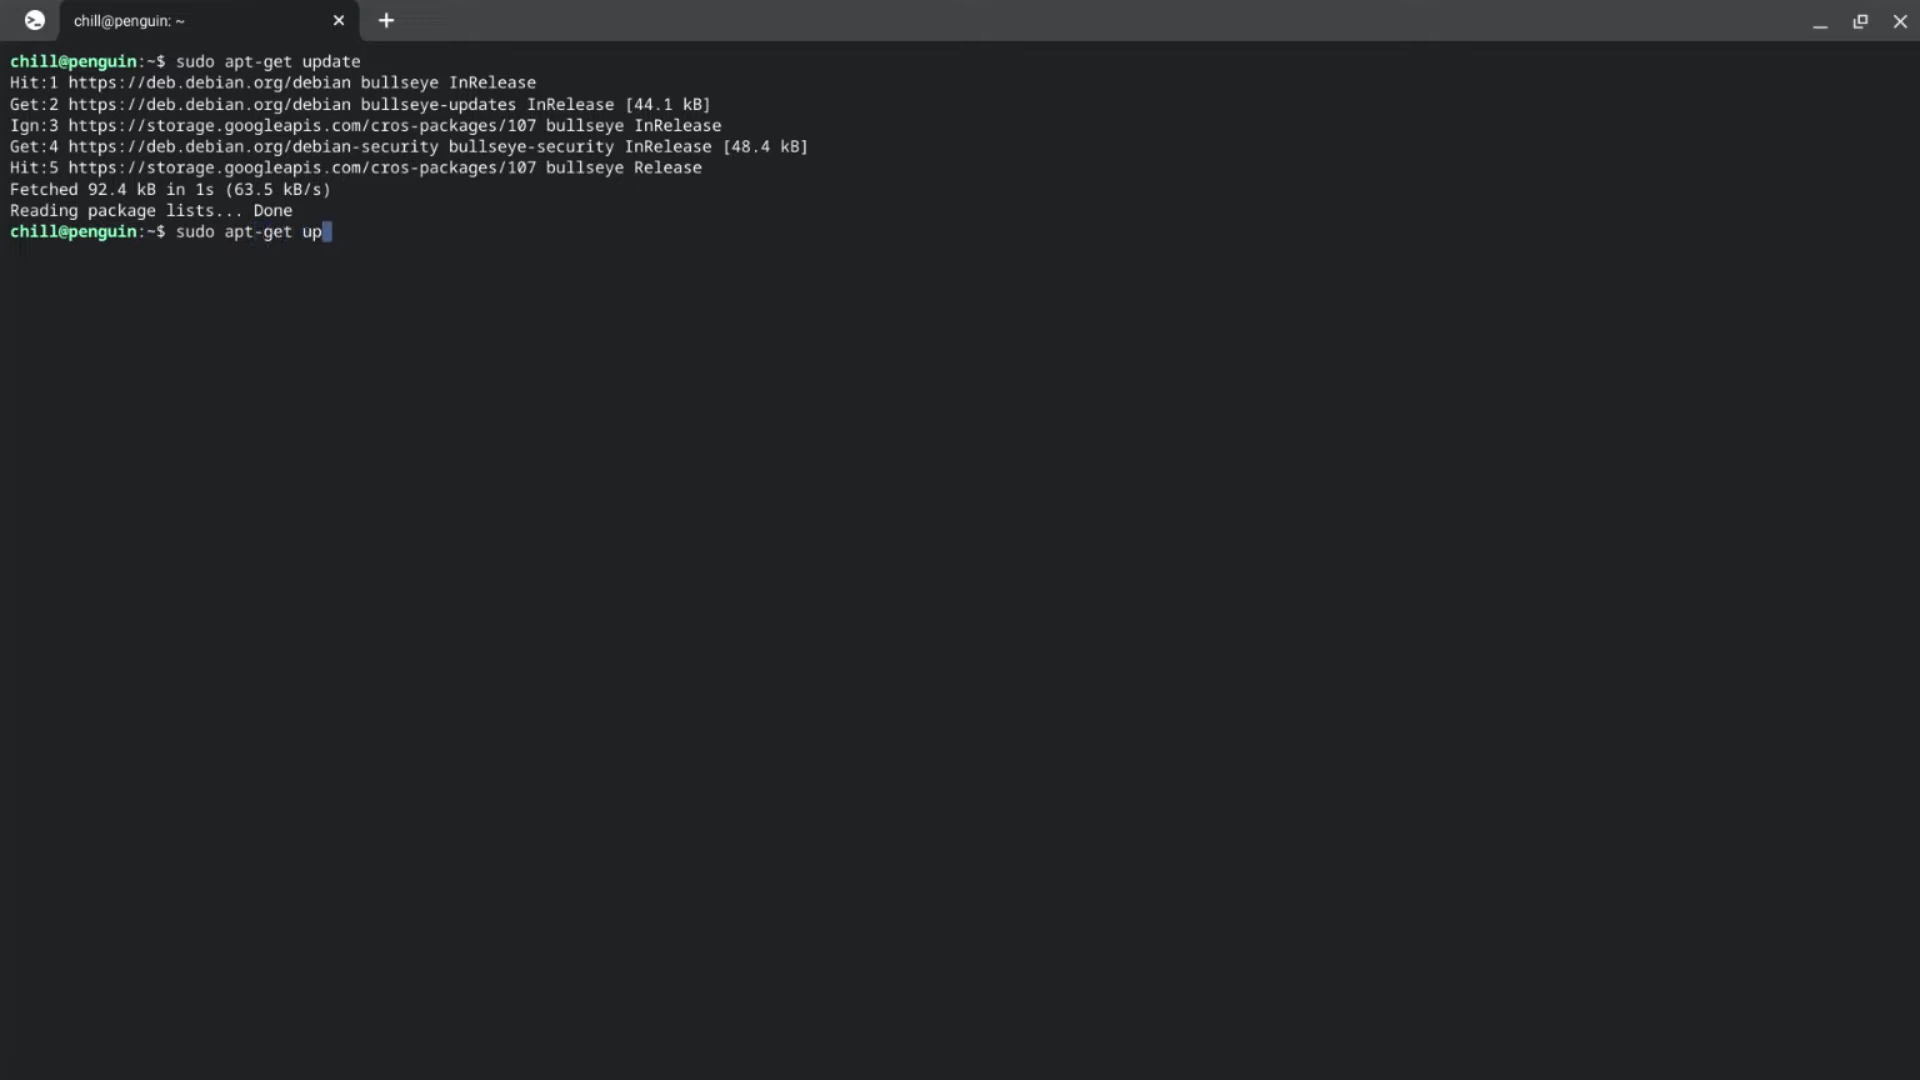 chill@penguin: ~
chill@penguin:~$ sudo apt-get update
Hit:1 https://deb.debian.org/debian bullseye InRelease
Get:2 https://deb.debian.org/debian bullseye-updates InRelease [44.1 kB]
Ign:3 https://storage.googleapis.com/cros-packages/107 bullseye InRelease
Get:4 https://deb.debian.org/debian-security bullseye-security InRelease [48.4 kB]
Hit:5 https://storage.googleapis.com/cros-packages/107 bullseye Release
Fetched 92.4 kB in 1s (63.5 kB/s)
Reading package lists... Done
chill@penguin:~$ sudo apt-get up